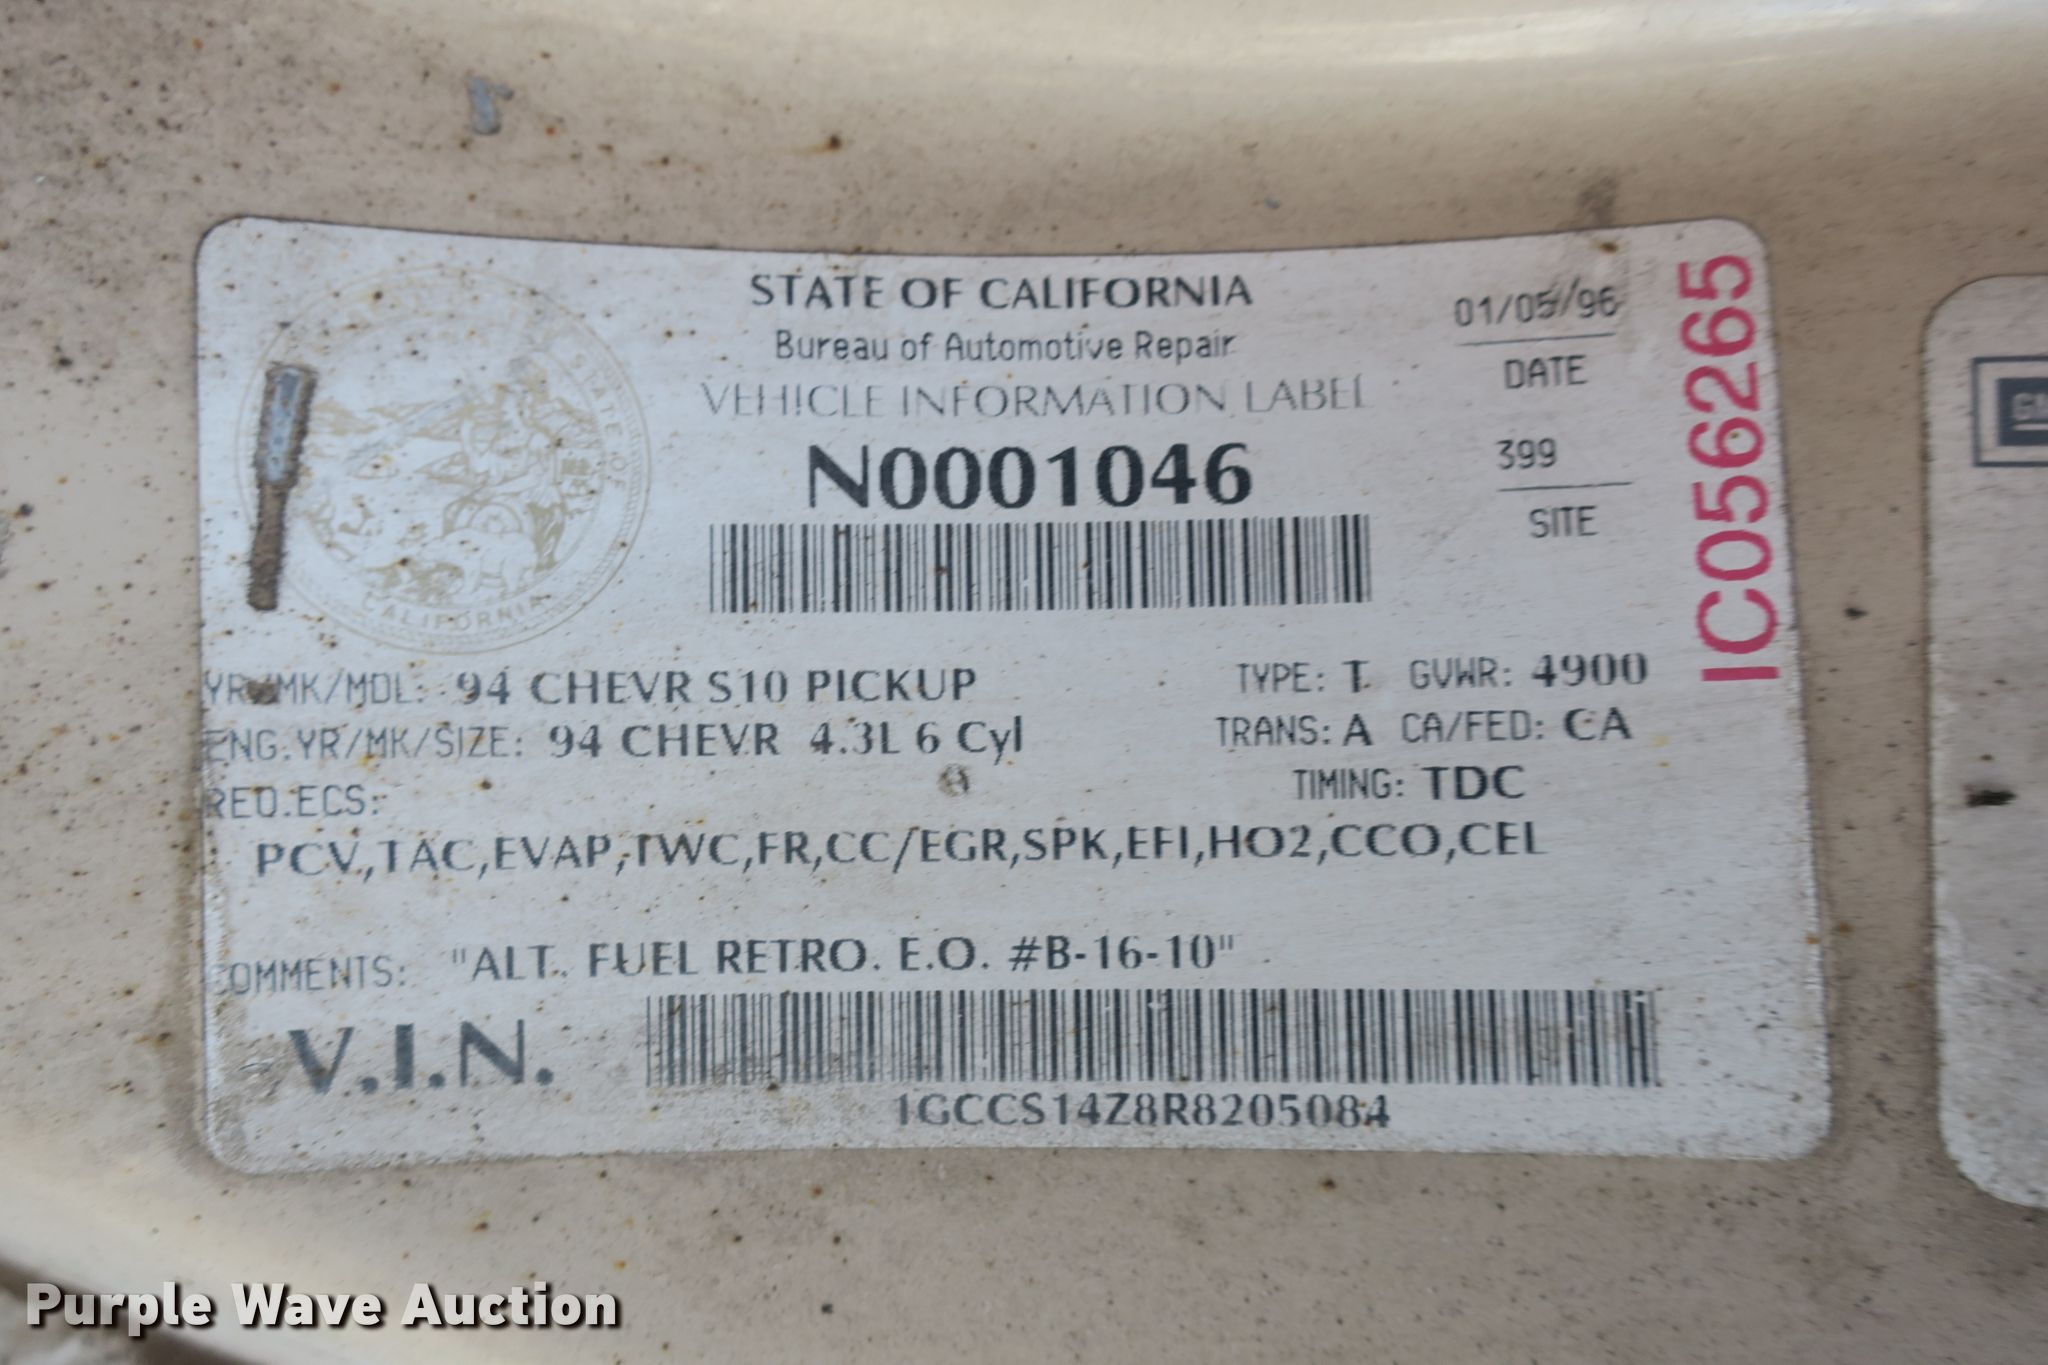 STATE OF CALIFORNIA
Bureau of Automotive Repair
VEHICLE INFORMATION LABEL
N0001046
01/05/96
DATE
399
SITE
IC056265
STATE OF
CALIFORNIA
YR/MK/MDL: 94 CHEVR S10 PICKUP TYPE: T GVWR: 4900
ENG.YR/MK/SIZE: 94 CHEVR 4.3L 6 Cyl TRANS: A CA/FED: CA
REQ.ECS: TIMING: TDC
PCV,TAC,EVAP,TWC,FR,CC/EGR,SPK,EFI,HO2,CCO,CEL
COMMENTS: "ALT. FUEL RETRO. E.O. #B-16-10"
V.I.N.
1GCCS14Z8R8205084
Purple Wave Auction